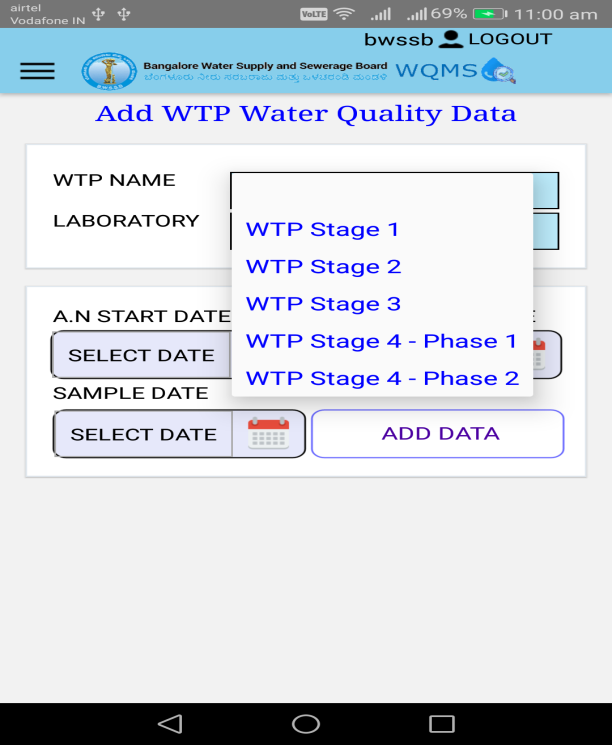 airtel
Vodafone IN
VoLTE 69% 11:00 am
bwssb LOGOUT
Bangalore Water Supply and Sewerage Board
ಬೆಂಗಳೂರು ನೀರು ಸರಬರಾಜು ಮತ್ತು ಒಳಚರಂಡಿ ಮಂಡಳಿ
WQMS
Add WTP Water Quality Data
WTP NAME
LABORATORY
WTP Stage 1
WTP Stage 2
WTP Stage 3
WTP Stage 4 - Phase 1
WTP Stage 4 - Phase 2
A.N START DATE
SELECT DATE
SAMPLE DATE
SELECT DATE
ADD DATA